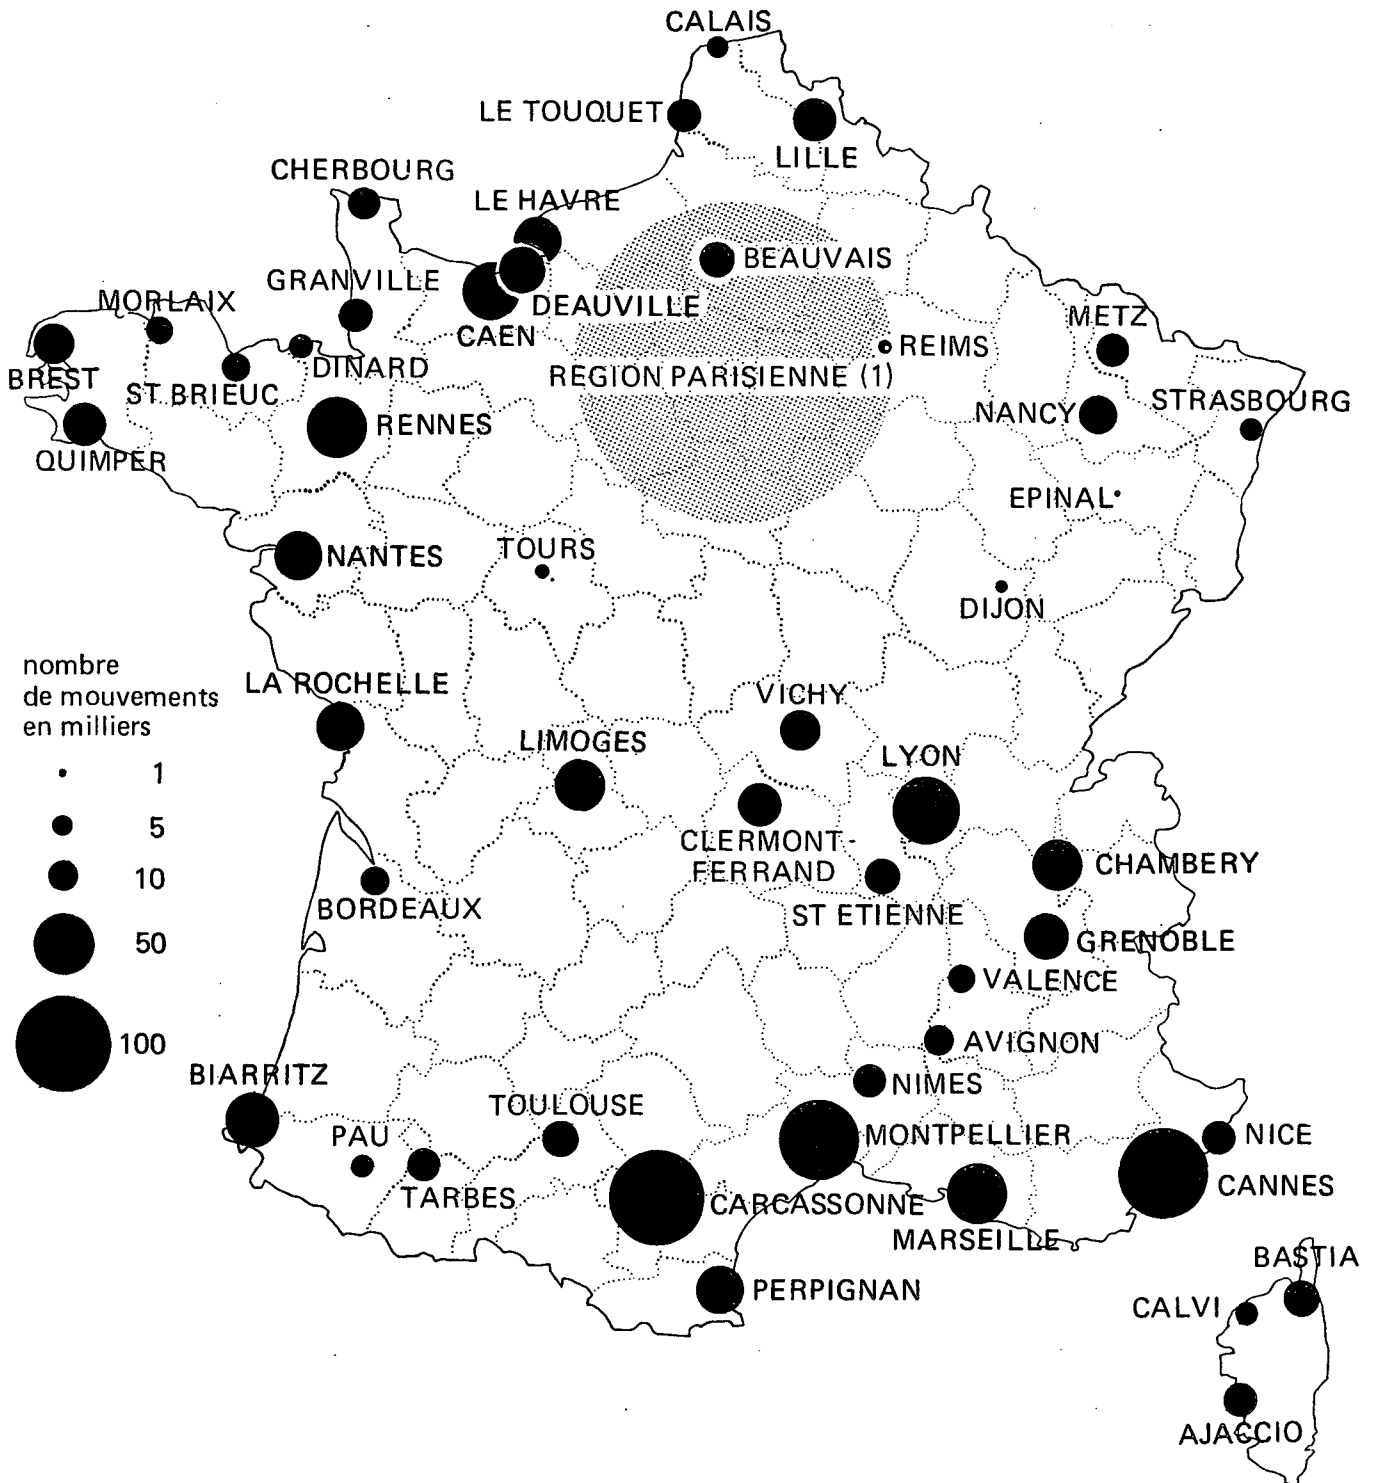 CALAIS
LE TOUQUET
LILLE
CHERBOURG
LE HAVRE
BEAUVAIS
GRANVILLE
MORLAIX
DEAUVILLE
CAEN
METZ
REIMS
DINARD
BREST
ST BRIEUC
REGION PARISIENNE (1)
STRASBOURG
NANCY
RENNES
QUIMPER
EPINAL
NANTES
TOURS
DIJON
nombre
de mouvements
en milliers
1
5
10
50
100
LA ROCHELLE
VICHY
LIMOGES
LYON
CLERMONT-
FERRAND
CHAMBERY
BORDEAUX
ST ETIENNE
GRENOBLE
VALENCE
AVIGNON
BIARRITZ
NIMES
TOULOUSE
PAU
MONTPELLIER
NICE
TARBES
CARCASSONNE
CANNES
MARSEILLE
BASTIA
PERPIGNAN
CALVI
AJACCIO